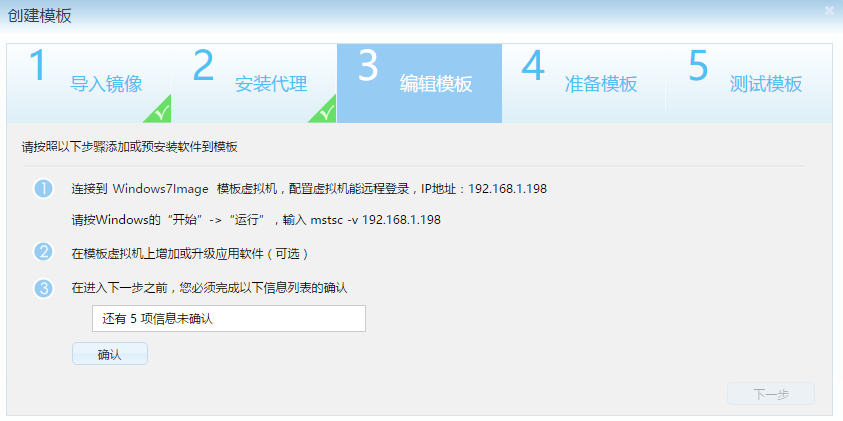 创建模板
1 导入镜像 2 安装代理 3 编辑模板 4 准备模板 5 测试模板
请按照以下步骤添加或预安装软件到模板
1 连接到 Windows7Image 模板虚拟机，配置虚拟机能远程登录，IP地址：192.168.1.198
请按Windows的“开始”->“运行”，输入 mstsc -v 192.168.1.198
2 在模板虚拟机上增加或升级应用软件（可选）
3 在进入下一步之前，您必须完成以下信息列表的确认
还有 5 项信息未确认
确认
下一步